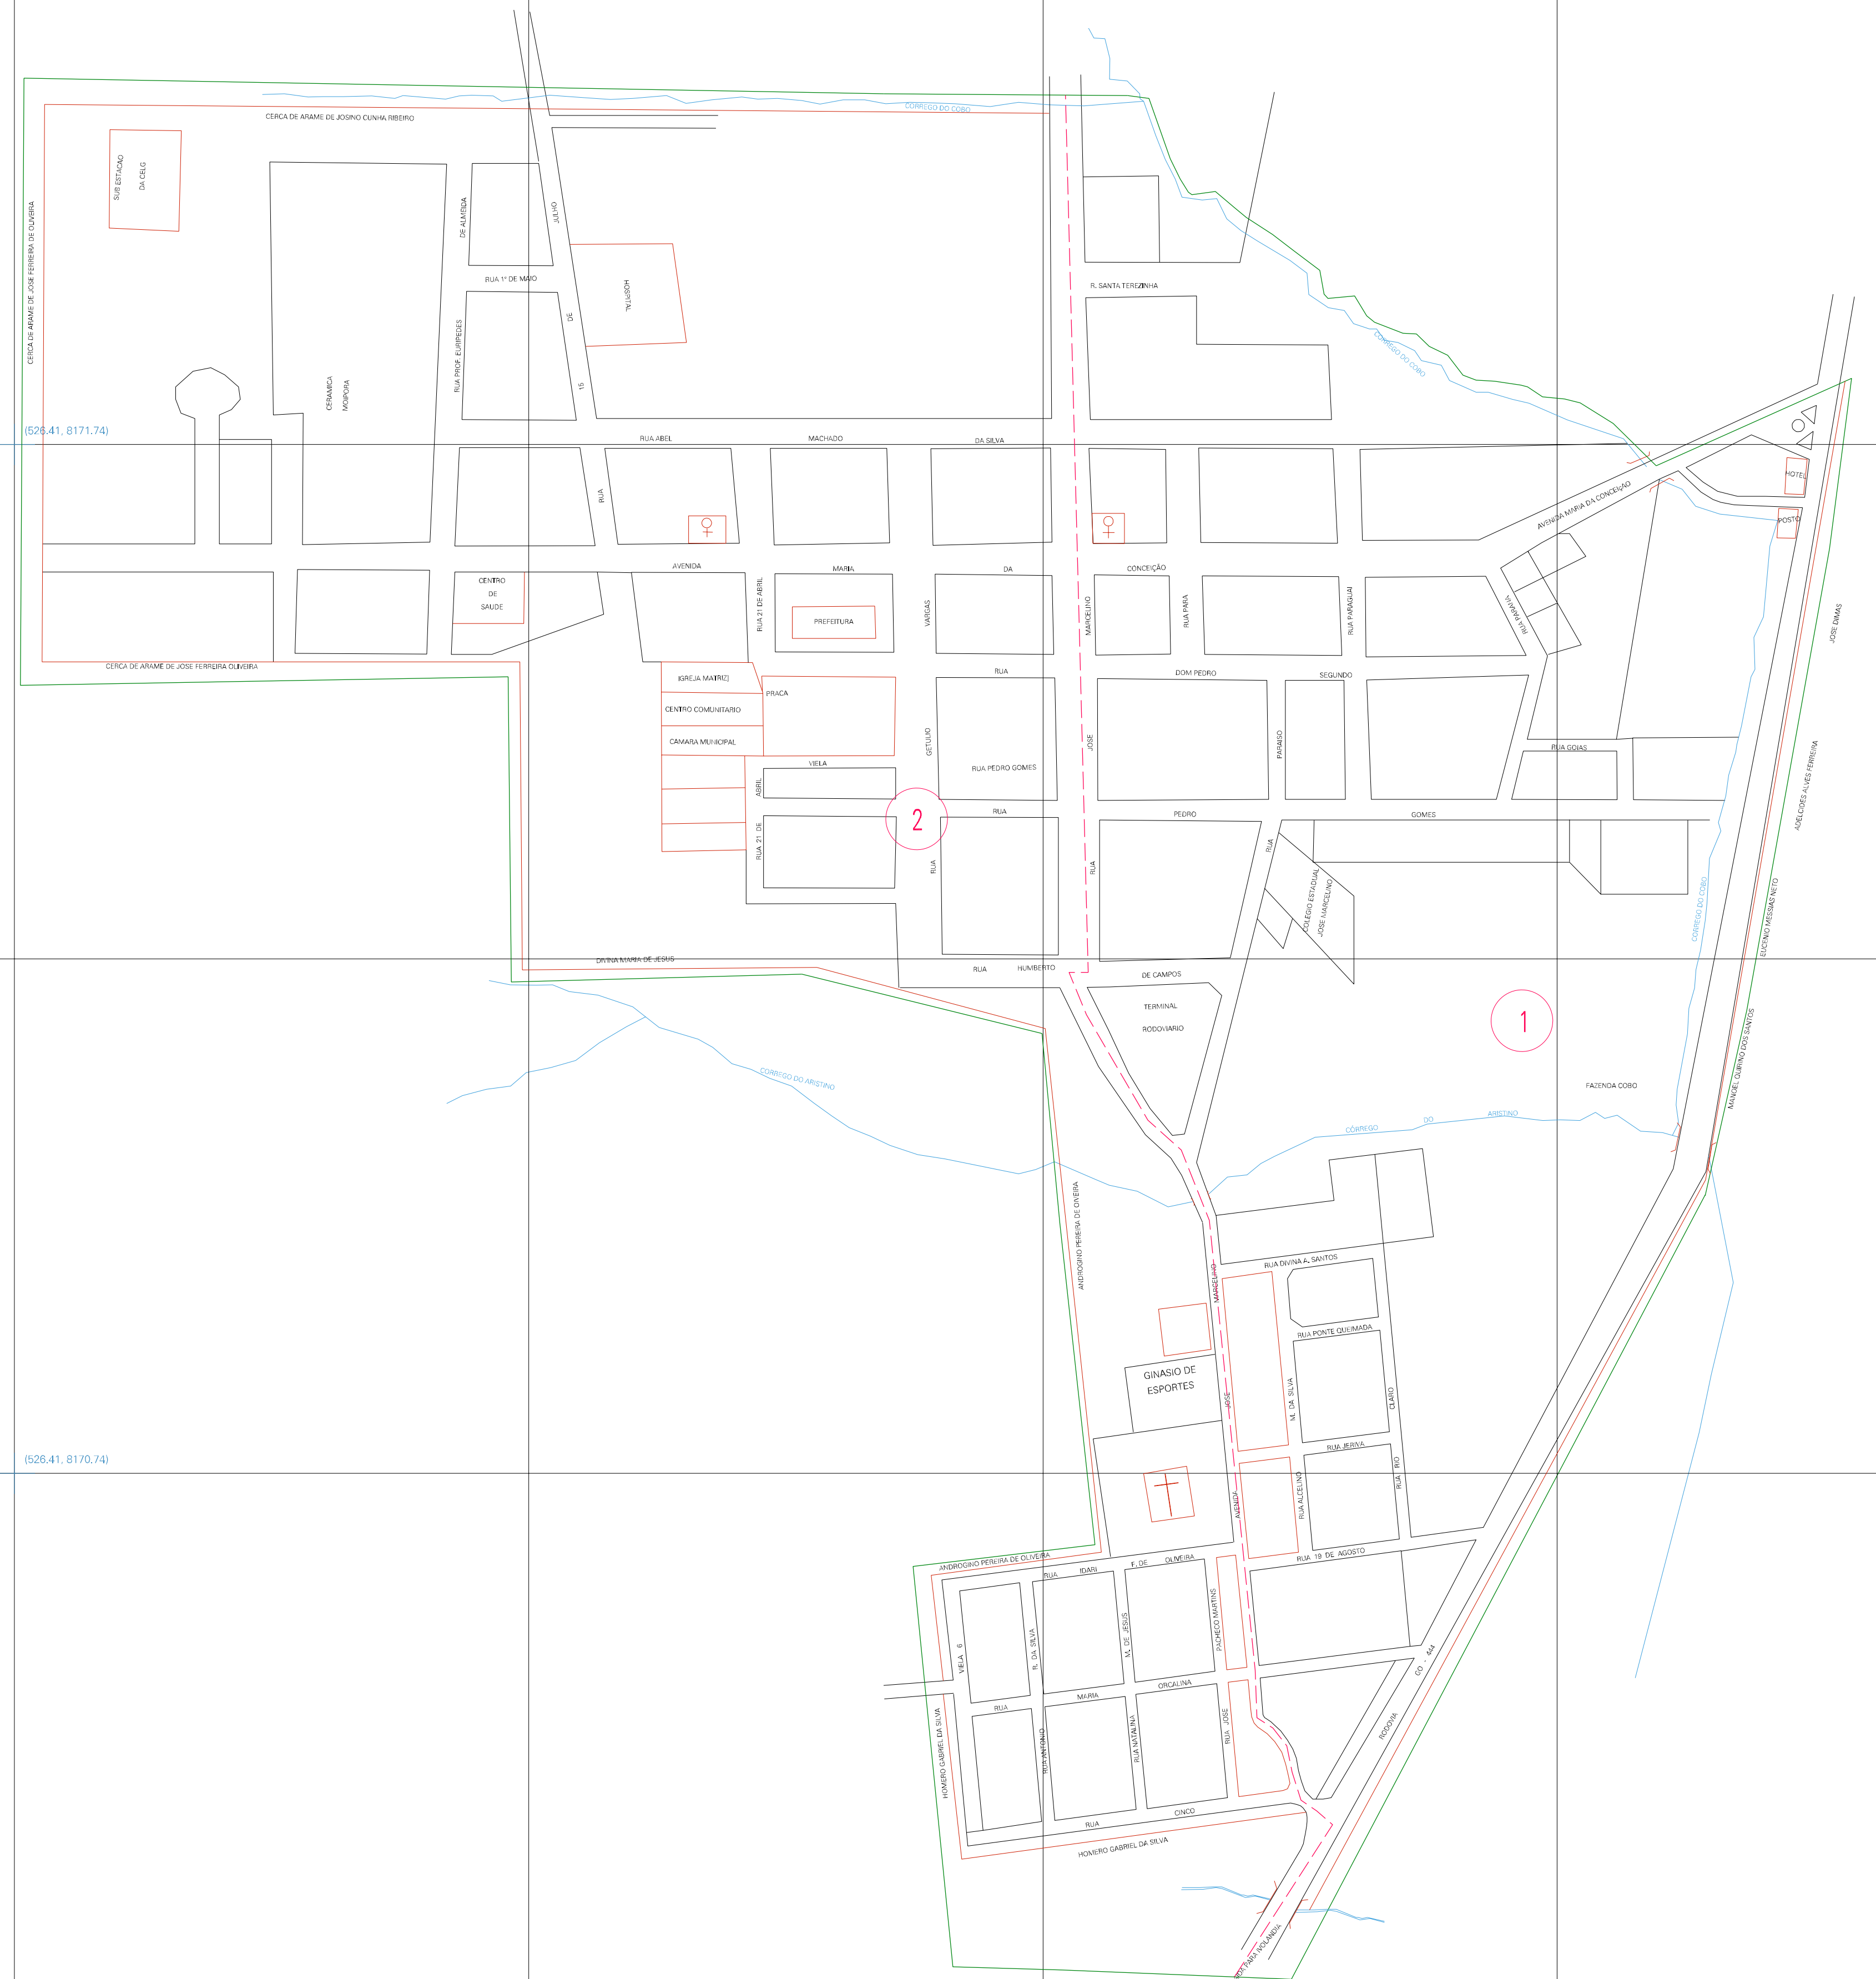 CORREGO DO COBO
CERCA DE ARAME DE JOSINO CUNHA RIBEIRO
SUB ESTACAO
DA CELG
CERCA DE ARAME DE JOSE FERREIRA DE OLIVEIRA
DE ALMEIDA
JULHO
RUA 1º DE MAIO
HOSPITAL
DE
15
R. SANTA TEREZINHA
RUA PROF. EURIPEDES
CERAMICA
MOIPORA
CORREGO DO COBO
(526.41, 8171.74)
RUA ABEL
MACHADO
DA SILVA
HOTEL
RUA
AVENIDA MARIA DA CONCEIÇÃO
POSTO
AVENIDA
MARIA
DA
CONCEIÇÃO
CENTRO
DE
SAUDE
RUA 21 DE ABRIL
PREFEITURA
VARGAS
MARCELINO
RUA PARA
RUA PARAGUAI
RUA PARAIVA
JOSE DIMAS
CERCA DE ARAME DE JOSE FERREIRA OLIVEIRA
IGREJA MATRIZ
PRACA
RUA
DOM PEDRO
SEGUNDO
CENTRO COMUNITARIO
CAMARA MUNICIPAL
GETULIO
JOSE
PARAISO
RUA GOIAS
VIELA
RUA PEDRO GOMES
ADELCIDES ALVES FERREIRA
ABRIL
RUA 21 DE
2
RUA
PEDRO
GOMES
RUA
RUA
RUA
COLEGIO ESTADUAL
JOSE MARCELINO
CORREGO DO COBO
EUGENIO MESSIAS NETO
DIVINA MARIA DE JESUS
RUA
HUMBERTO
DE CAMPOS
TERMINAL
RODOVIARIO
1
MANOEL QUIRINO DOS SANTOS
CORREGO DO ARISTINO
FAZENDA COBO
CÓRREGO
DO
ARISTINO
ANDROGINO PEREIRA DE OIVEIRA
MARCELINO
RUA DIVINA A. SANTOS
RUA PONTE QUEIMADA
GINASIO DE
ESPORTES
JOSE
M. DA SILVA
CLARO
RUA JERIVA
(526.41, 8170.74)
AVENIDA
RUA ALCELINO
RUA RIO
ANDROGINO PEREIRA DE OLIVEIRA
RUA
IDARI
F. DE
OLIVEIRA
RUA 19 DE AGOSTO
VIELA 6
R. DA SILVA
M. DE JESUS
PACHECO MARTINS
GO - 444
RUA
MARIA
ORCALINA
HOMERO GABRIEL DA SILVA
RUA ANTONIO
RUA NATALINA
RUA JOSE
RODOVIA
RUA
CINCO
HOMERO GABRIEL DA SILVA
PARA IVOLANDIA